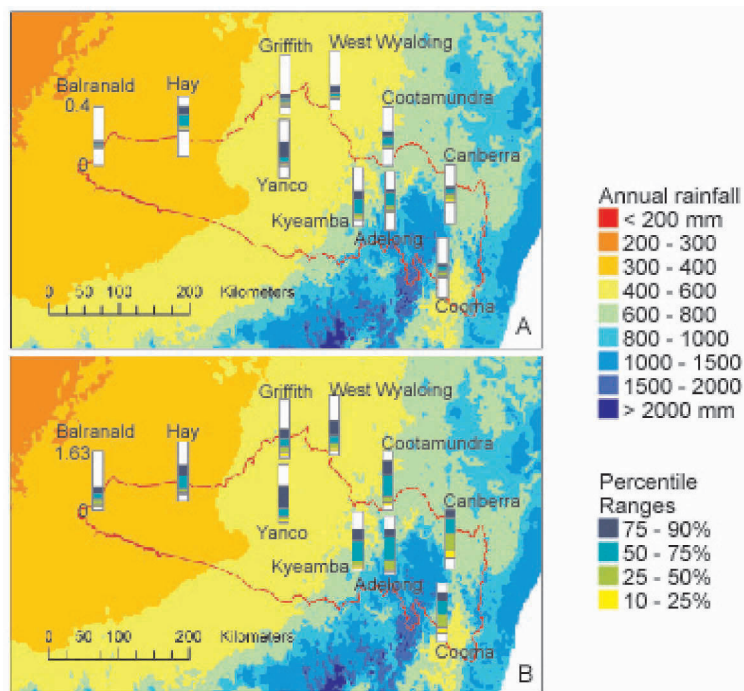 Griffith
West Wyalong
Balranald
Hay
0.4
Cootamundra
0
Canberra
Yanco
Kyeamba
Adelong
0 50 100 200 Kilometers
Cooma
A
Griffith
West Wyalong
Balranald
Hay
Cootamundra
1.63
Canberra
0
Yanco
Kyeamba
Adelong
0 50 100 200 Kilometers
Cooma
B
Annual rainfall
< 200 mm
200 - 300
300 - 400
400 - 600
600 - 800
800 - 1000
1000 - 1500
1500 - 2000
> 2000 mm
Percentile
Ranges
75 - 90%
50 - 75%
25 - 50%
10 - 25%